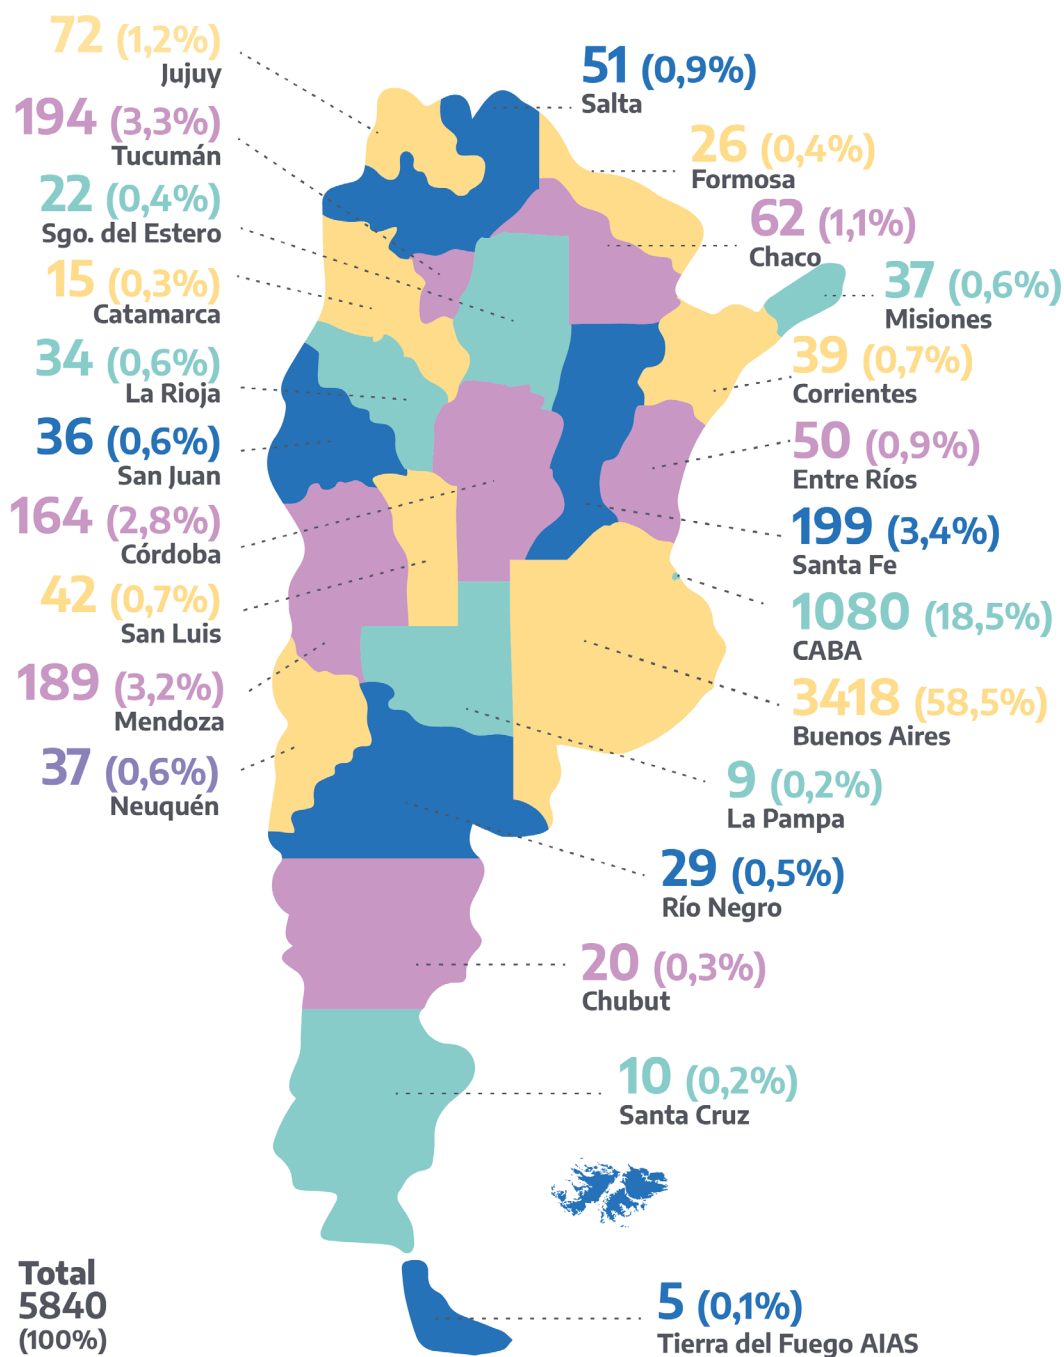 72 (1,2%)
Jujuy
194 (3,3%)
Tucumán
22 (0,4%)
Sgo. del Estero
15 (0,3%)
Catamarca
34 (0,6%)
La Rioja
36 (0,6%)
San Juan
164 (2,8%)
Córdoba
42 (0,7%)
San Luis
189 (3,2%)
Mendoza
37 (0,6%)
Neuquén
51 (0,9%)
Salta
26 (0,4%)
Formosa
62 (1,1%)
Chaco
37 (0,6%)
Misiones
39 (0,7%)
Corrientes
50 (0,9%)
Entre Ríos
199 (3,4%)
Santa Fe
1080 (18,5%)
CABA
3418 (58,5%)
Buenos Aires
9 (0,2%)
La Pampa
29 (0,5%)
Río Negro
20 (0,3%)
Chubut
10 (0,2%)
Santa Cruz
5 (0,1%)
Tierra del Fuego AIAS
Total
5840
(100%)